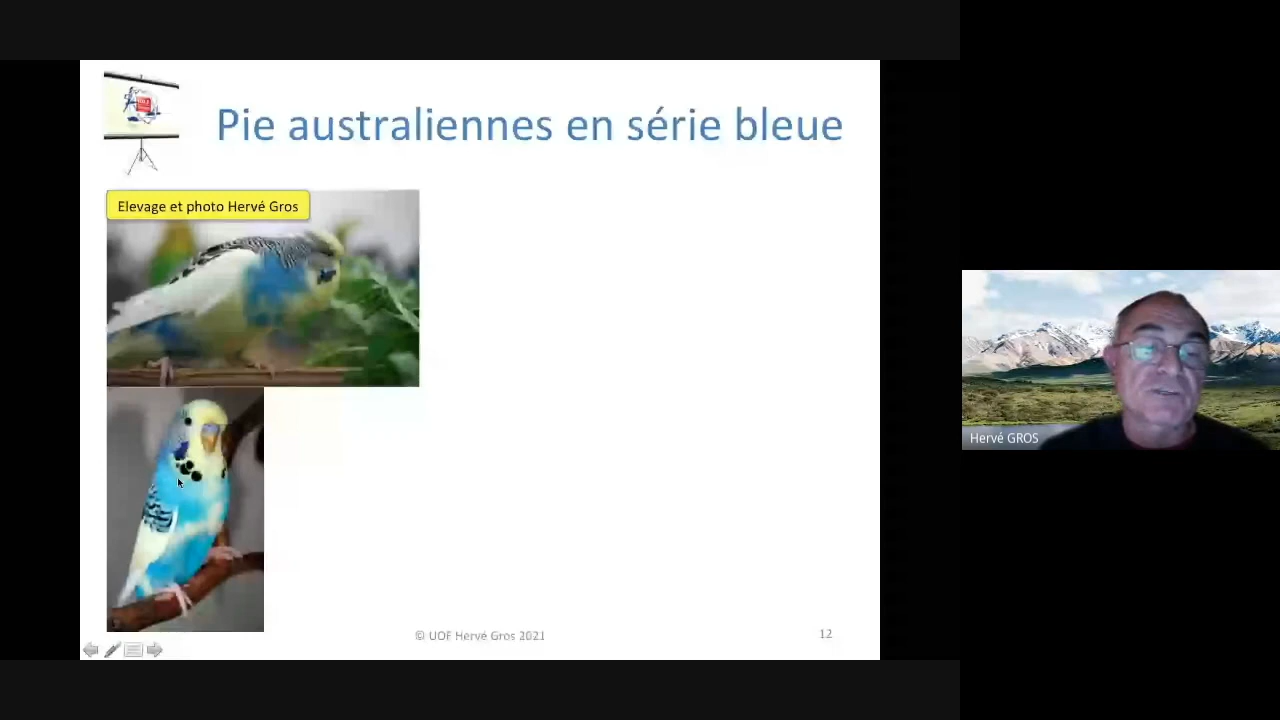 Pie australiennes en série bleue
Elevage et photo Hervé Gros
Hervé GROS
© UOF Hervé Gros 2021
12